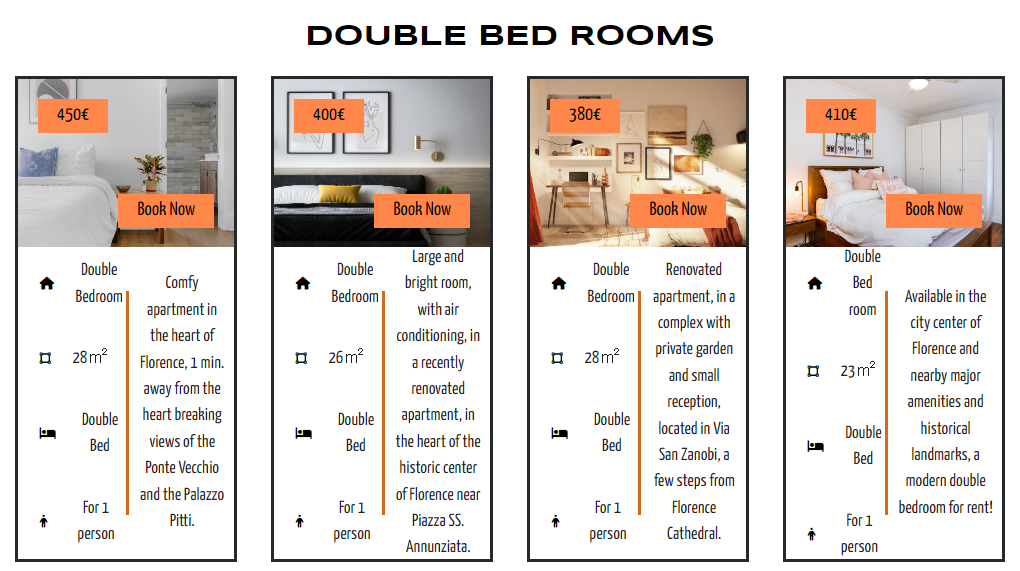 DOUBLE BED ROOMS
450€
Book Now
Double
Bedroom
28 m²
Double
Bed
For 1
person
Comfy
apartment in
the heart of
Florence, 1 min.
away from the
heart breaking
views of the
Ponte Vecchio
and the Palazzo
Pitti.
400€
Book Now
Double
Bedroom
26 m²
Double
Bed
For 1
person
Large and
bright room,
with air
conditioning, in
a recently
renovated
apartment, in
the heart of the
historic center
of Florence near
Piazza SS.
Annunziata.
380€
Book Now
Double
Bedroom
28 m²
Double
Bed
For 1
person
Renovated
apartment, in a
complex with
private garden
and small
reception,
located in Via
San Zanobi, a
few steps from
Florence
Cathedral.
410€
Book Now
Double
Bed
room
23 m²
Double
Bed
For 1
person
Available in the
city center of
Florence and
nearby major
amenities and
historical
landmarks, a
modern double
bedroom for rent!